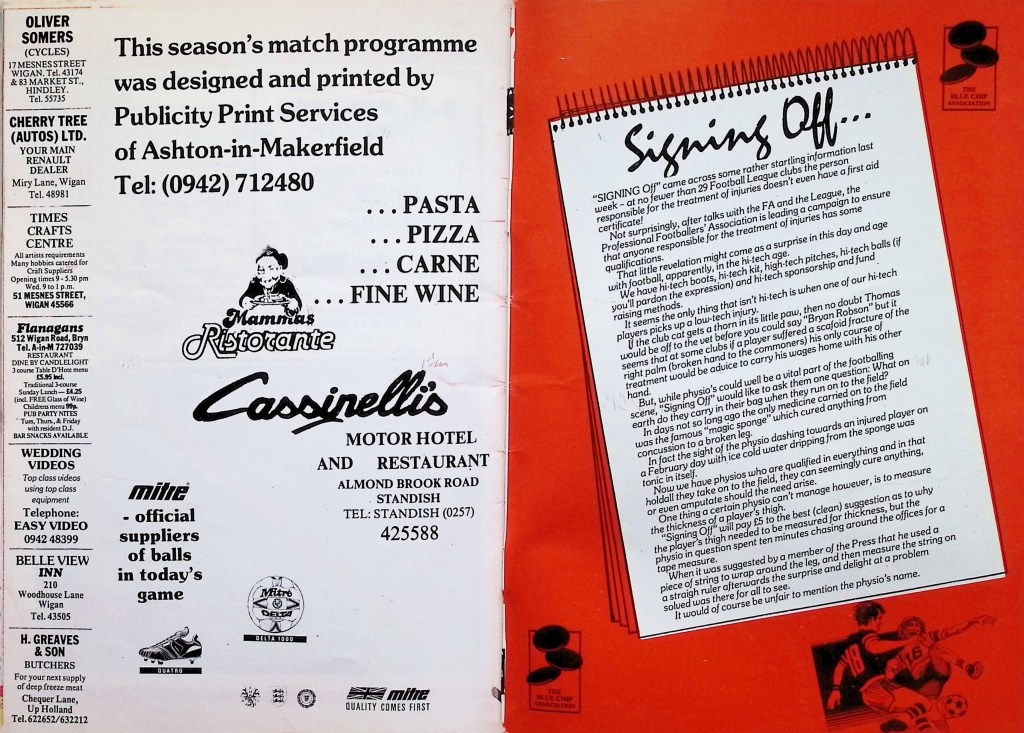 OLIVER
SOMERS
(CYCLES)
17 MESNES STREET
WIGAN. Tel. 43174
& 83 MARKET ST.,
HINDLEY.
Tel. 55735
CHERRY TREE
(AUTOS) LTD.
YOUR MAIN
RENAULT
DEALER
Miry Lane, Wigan
Tel. 48981
TIMES
CRAFTS
CENTRE
All artists requirements
Many hobbies catered for
Craft Suppliers
Opening times 9 - 5.30 pm
Wed. 9 to 1 p.m.
51 MESNES STREET,
WIGAN 45566
Flanagans
512 Wigan Road, Bryn
Tel. A-in-M 727039
RESTAURANT
DINE BY CANDLELIGHT
3 course Table D'Hote menu
£5.95 incl.
Traditional 3-course
Sunday Lunch — £4.25
(incl. FREE Glass of Wine)
Childrens menu 99p.
PUB PARTY NITES
Tues, Thurs., & Friday
with resident D.J.
BAR SNACKS AVAILABLE
WEDDING
VIDEOS
Top class videos
using top class
equipment
Telephone:
EASY VIDEO
0942 48399
BELLE VIEW
INN
210
Woodhouse Lane
Wigan
Tel. 43505
H. GREAVES
& SON
BUTCHERS
For your next supply
of deep freeze meat
Chequer Lane,
Up Holland
Tel. 622652/632212
This season's match programme
was designed and printed by
Publicity Print Services
of Ashton-in-Makerfield
Tel: (0942) 712480
...PASTA
...PIZZA
...CARNE
...FINE WINE
Mammas
Ristorante
Cassinelli's
MOTOR HOTEL
AND RESTAURANT
ALMOND BROOK ROAD
STANDISH
TEL: STANDISH (0257)
425588
mitre
- official
suppliers
of balls
in today's
game
Mitre
DELTA
DELTA 1000
QUATRO
mitre
QUALITY COMES FIRST
THE
BLUE CHIP
ASSOCIATION
Signing Off...
"SIGNING Off" came across some rather startling information last
week – at no fewer than 29 Football League clubs the person
responsible for the treatment of injuries doesn't even have a first aid
certificate!
Not surprisingly, after talks with the FA and the League, the
Professional Footballers' Association is leading a campaign to ensure
that anyone responsible for the treatment of injuries has some
qualifications.
That little revelation might come as a surprise in this day and age
with football, apparently, in the hi-tech age.
We have hi-tech boots, hi-tech kit, high-tech pitches, hi-tech balls (if
you'll pardon the expression) and hi-tech sponsorship and fund
raising methods.
It seems the only thing that isn't hi-tech is when one of our hi-tech
players picks up a low-tech injury.
If the club cat gets a thorn in its little paw, then no doubt Thomas
would be off to the vet before you could say "Bryan Robson" but it
seems that at some clubs if a player suffered a scafoid fracture of the
right palm (broken hand to the commoners) his only course of
treatment would be advice to carry his wages home with his other
hand.
But, while physio's could well be a vital part of the footballing
scene, "Signing Off" would like to ask them one question: What on
earth do they carry in their bag when they run on to the field?
In days not so long ago the only medicine carried on to the field
was the famous "magic sponge" which cured anything from
concussion to a broken leg.
In fact the sight of the physio dashing towards an injured player on
a February day with ice cold water dripping from the sponge was
tonic in itself.
Now we have physios who are qualified in everything and in that
holdall they take on to the field, they can seemingly cure anything,
or even amputate should the need arise.
One thing a certain physio can't manage however, is to measure
the thickness of a player's thigh.
"Signing Off" will pay £5 to the best (clean) suggestion as to why
the player's thigh needed to be measured for thickness, but the
physio in question spent ten minutes chasing around the offices for a
tape measure.
When it was suggested by a member of the Press that he used a
piece of string to wrap around the leg, and then measure the string on
a straigh ruler afterwards the surprise and delight at a problem
solved was there for all to see.
It would of course be unfair to mention the physio's name.
THE
BLUE CHIP
ASSOCIATION
18
16